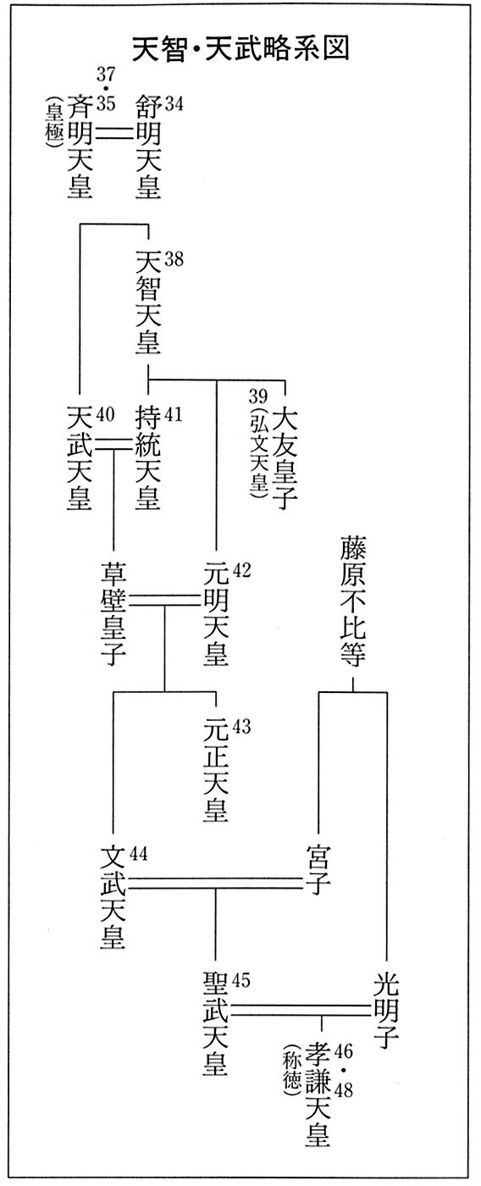 天智・天武略系図
34
舒明天皇
37・35
斉明天皇
(皇極)
38
天智天皇
大友皇子
39(弘文天皇)
41
持統天皇
40
天武天皇
藤原不比等
42
元明天皇
草壁皇子
43
元正天皇
宮子
44
文武天皇
光明子
45
聖武天皇
46・48
孝謙天皇
(称徳)